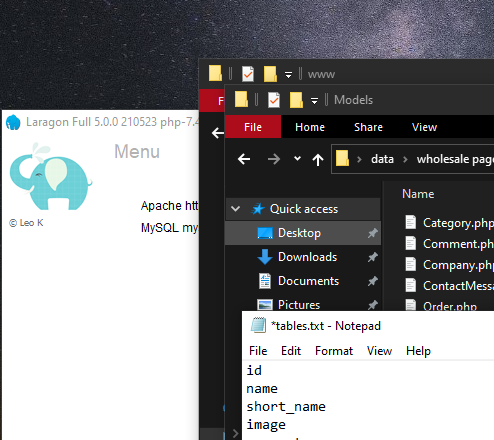 www
Models
Laragon Full 5.0.0 210523 php-7.4
Menu
© Leo K
Apache htt
MySQL my
F
File Home Share View
data wholesale page
Name
Quick access
Desktop
Downloads
Documents
Pictures
Category.php
Comment.ph
Company.php
ContactMessa
Order.php
*tables.txt - Notepad
File Edit Format View Help
id
name
short_name
image